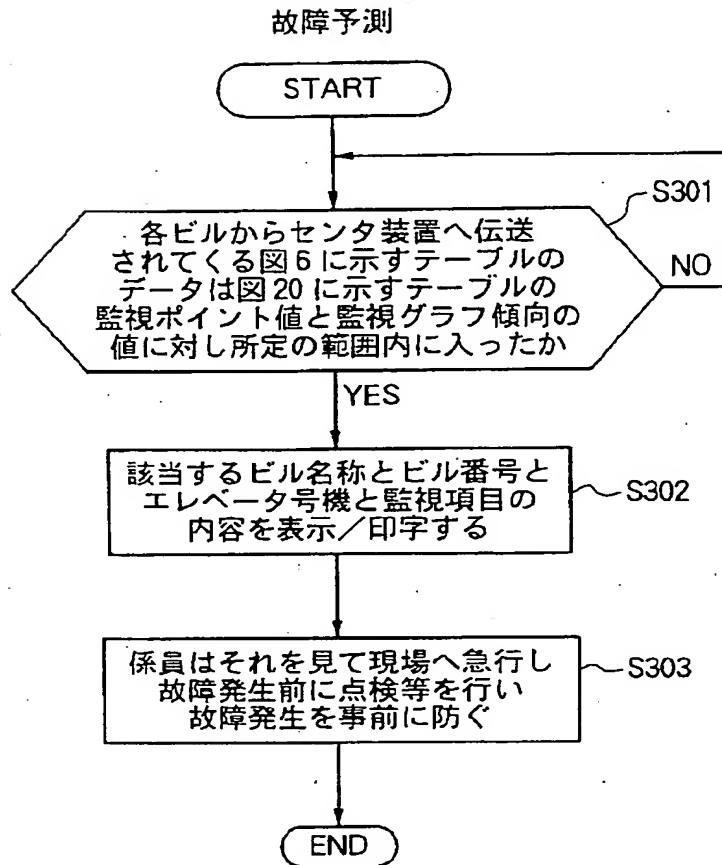 故障予測
START
各ビルからセンタ装置へ伝送
されてくる図6に示すテーブルの
データは図20に示すテーブルの
監視ポイント値と監視グラフ傾向の
値に対し所定の範囲内に入ったか
S301
NO
YES
該当するビル名称とビル番号と
エレベータ号機と監視項目の
内容を表示／印字する
S302
係員はそれを見て現場へ急行し
故障発生前に点検等を行い
故障発生を事前に防ぐ
S303
END